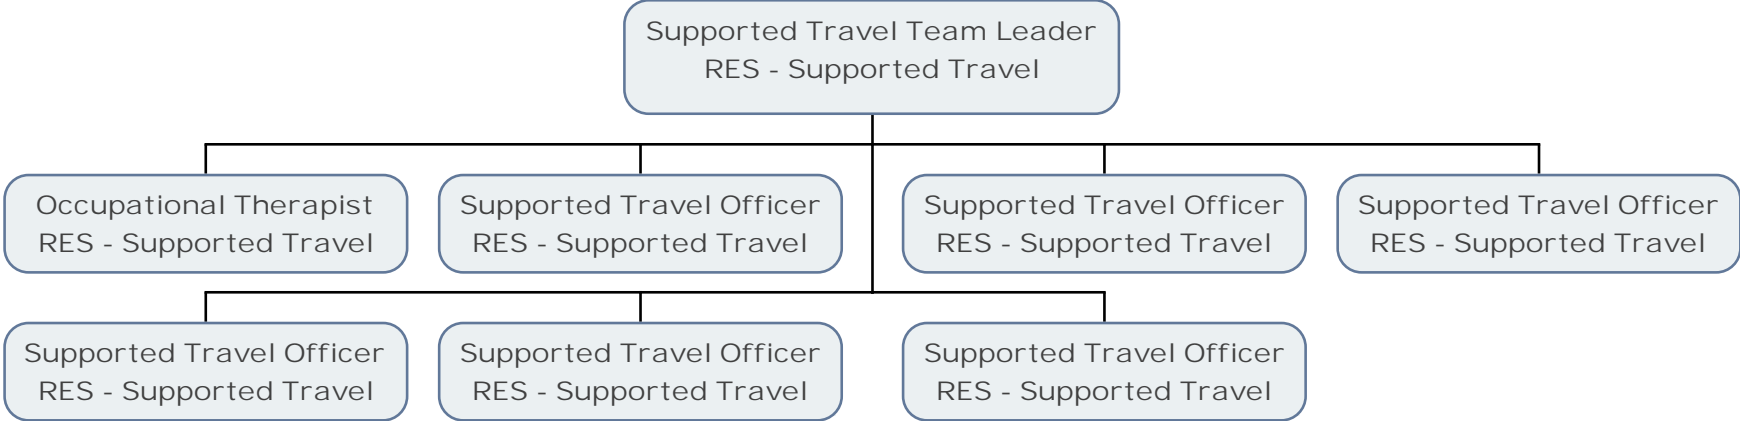 Supported Travel Team Leader
RES - Supported Travel
Occupational Therapist
RES - Supported Travel
Supported Travel Officer
RES - Supported Travel
Supported Travel Officer
RES - Supported Travel
Supported Travel Officer
RES - Supported Travel
Supported Travel Officer
RES - Supported Travel
Supported Travel Officer
RES - Supported Travel
Supported Travel Officer
RES - Supported Travel